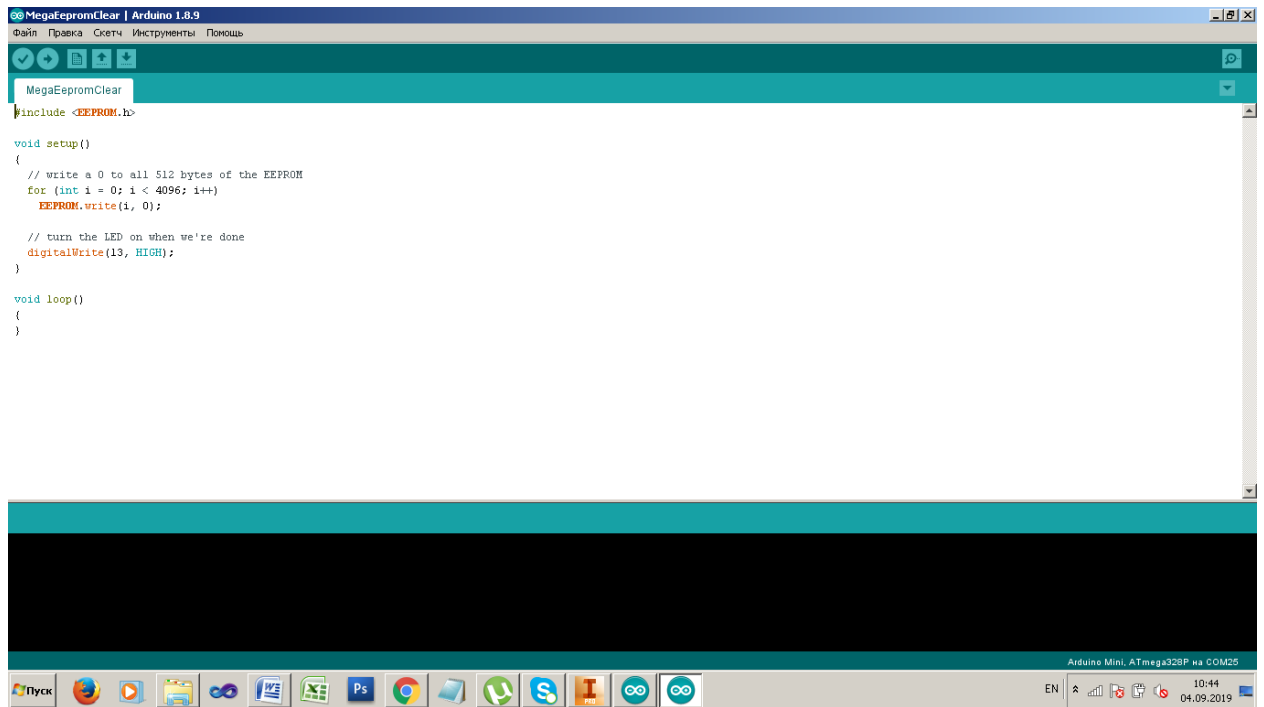 MegaEepromClear | Arduino 1.8.9
Файл Правка Скетч Инструменты Помощь
MegaEepromClear
#include <EEPROM.h>
void setup()
{
// write a 0 to all 512 bytes of the EEPROM
for (int i = 0; i < 4096; i++)
EEPROM.write(i, 0);
// turn the LED on when we're done
digitalWrite(13, HIGH);
}
void loop()
{
}
Arduino Mini, ATmega328P на COM25
Пуск
Ps
PRO
EN
10:44
04.09.2019